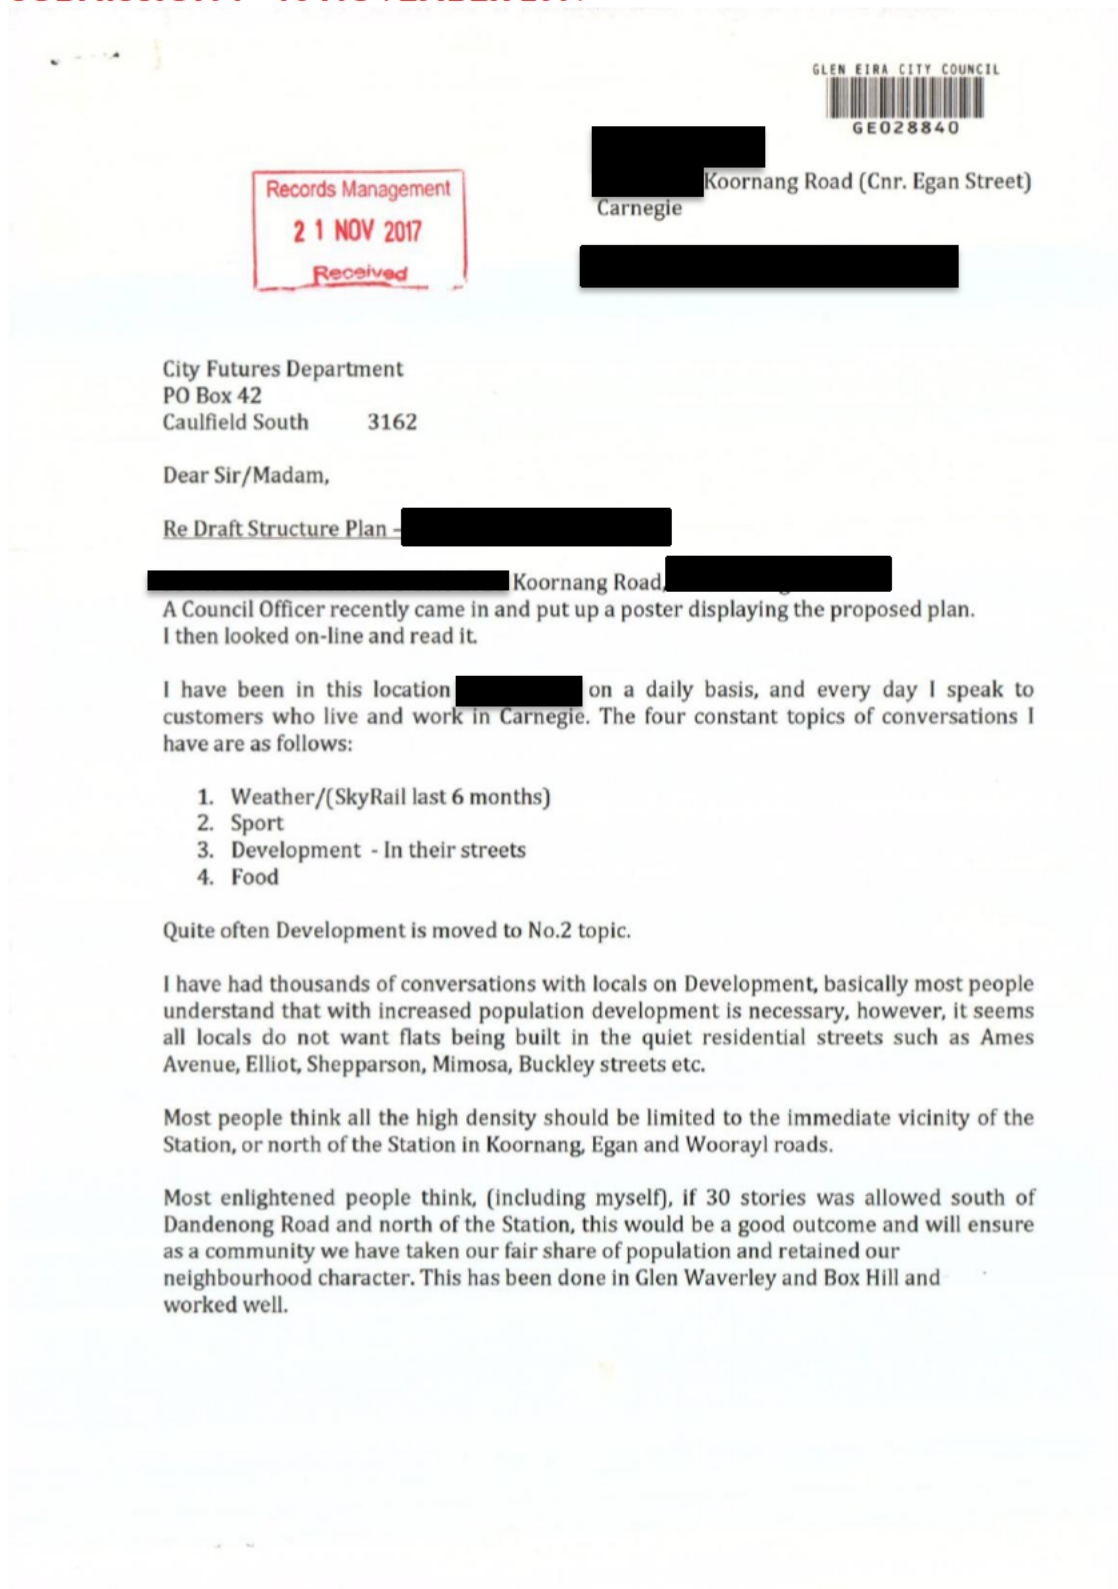 GLEN EIRA CITY COUNCIL
GE028840
Koornang Road (Cnr. Egan Street)
Carnegie
Records Management
2 1 NOV 2017
Received
City Futures Department
PO Box 42
Caulfield South 3162
Dear Sir/Madam,
Re Draft Structure Plan -
Koornang Road,
A Council Officer recently came in and put up a poster displaying the proposed plan.
I then looked on-line and read it.
I have been in this location on a daily basis, and every day I speak to
customers who live and work in Carnegie. The four constant topics of conversations I
have are as follows:
1. Weather/(SkyRail last 6 months)
2. Sport
3. Development - In their streets
4. Food
Quite often Development is moved to No.2 topic.
I have had thousands of conversations with locals on Development, basically most people
understand that with increased population development is necessary, however, it seems
all locals do not want flats being built in the quiet residential streets such as Ames
Avenue, Elliot, Shepparson, Mimosa, Buckley streets etc.
Most people think all the high density should be limited to the immediate vicinity of the
Station, or north of the Station in Koornang, Egan and Woorayl roads.
Most enlightened people think, (including myself), if 30 stories was allowed south of
Dandenong Road and north of the Station, this would be a good outcome and will ensure
as a community we have taken our fair share of population and retained our
neighbourhood character. This has been done in Glen Waverley and Box Hill and
worked well.